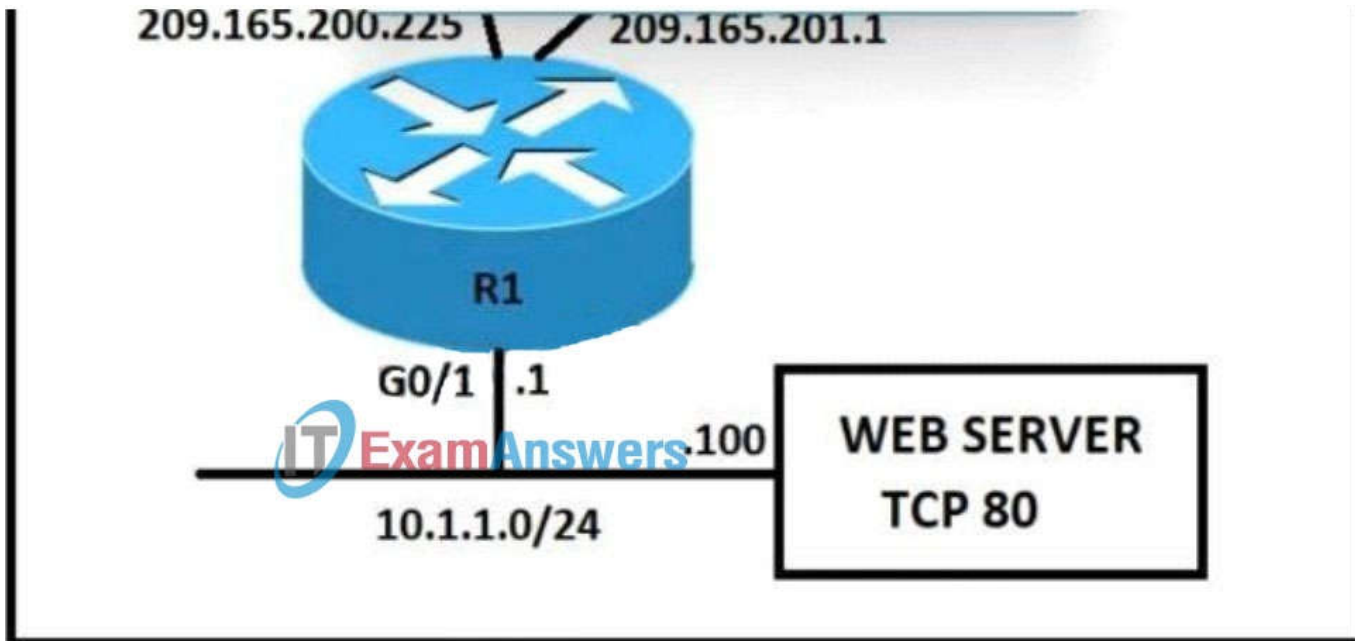 209.165.200.225
209.165.201.1
R1
G0/1 .1
ITExamAnswers
.100
WEB SERVER
TCP 80
10.1.1.0/24